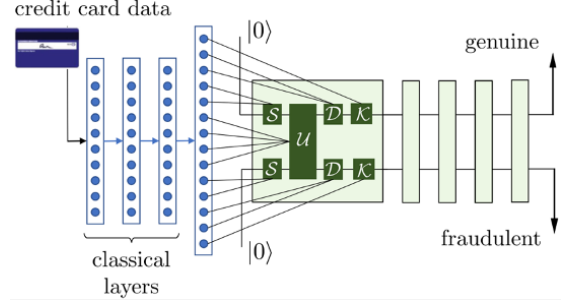 credit card data
|0⟩
genuine
S
D
K
U
S
D
K
fraudulent
|0⟩
classical
layers